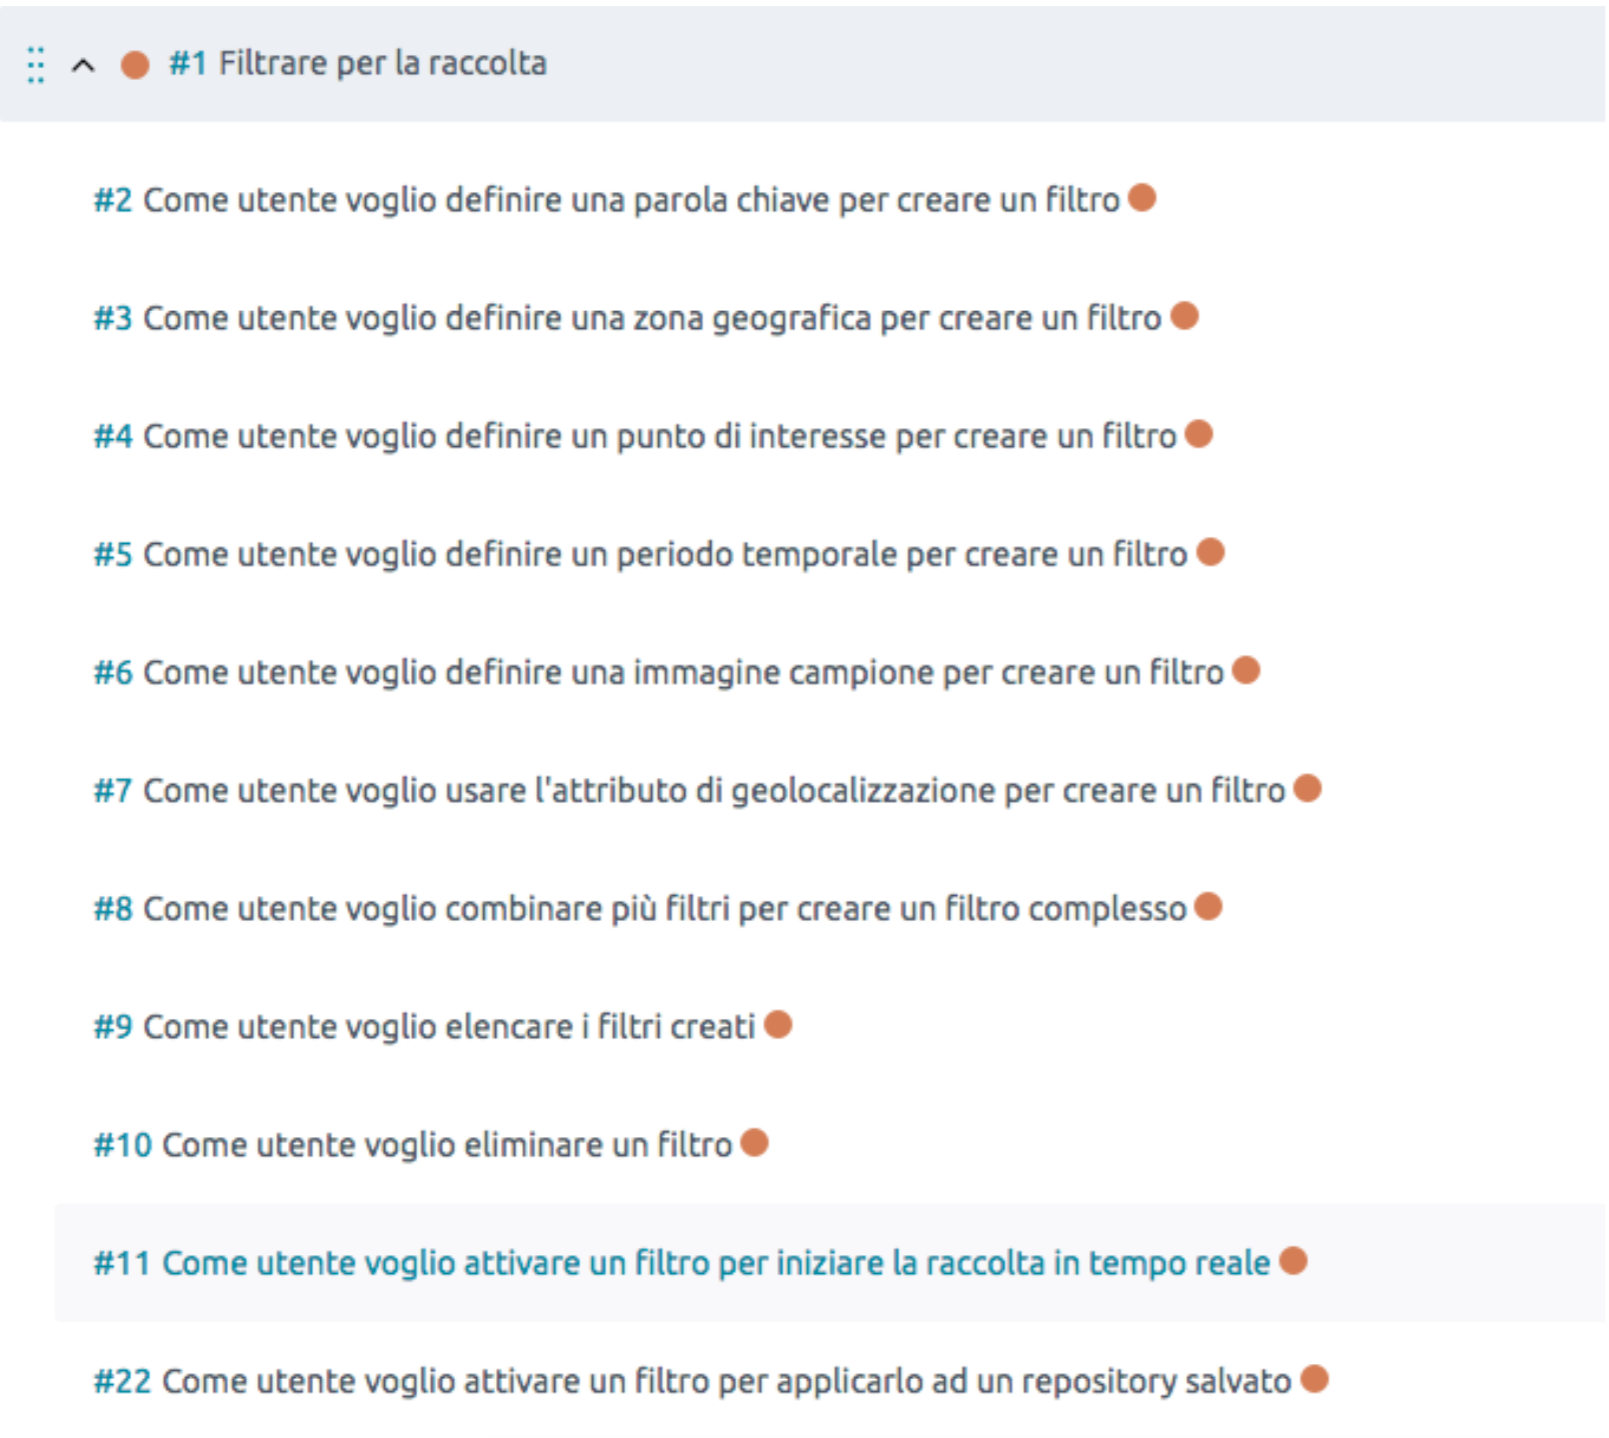 #1 Filtrare per la raccolta
#2 Come utente voglio definire una parola chiave per creare un filtro
#3 Come utente voglio definire una zona geografica per creare un filtro
#4 Come utente voglio definire un punto di interesse per creare un filtro
#5 Come utente voglio definire un periodo temporale per creare un filtro
#6 Come utente voglio definire una immagine campione per creare un filtro
#7 Come utente voglio usare l'attributo di geolocalizzazione per creare un filtro
#8 Come utente voglio combinare più filtri per creare un filtro complesso
#9 Come utente voglio elencare i filtri creati
#10 Come utente voglio eliminare un filtro
#11 Come utente voglio attivare un filtro per iniziare la raccolta in tempo reale
#22 Come utente voglio attivare un filtro per applicarlo ad un repository salvato